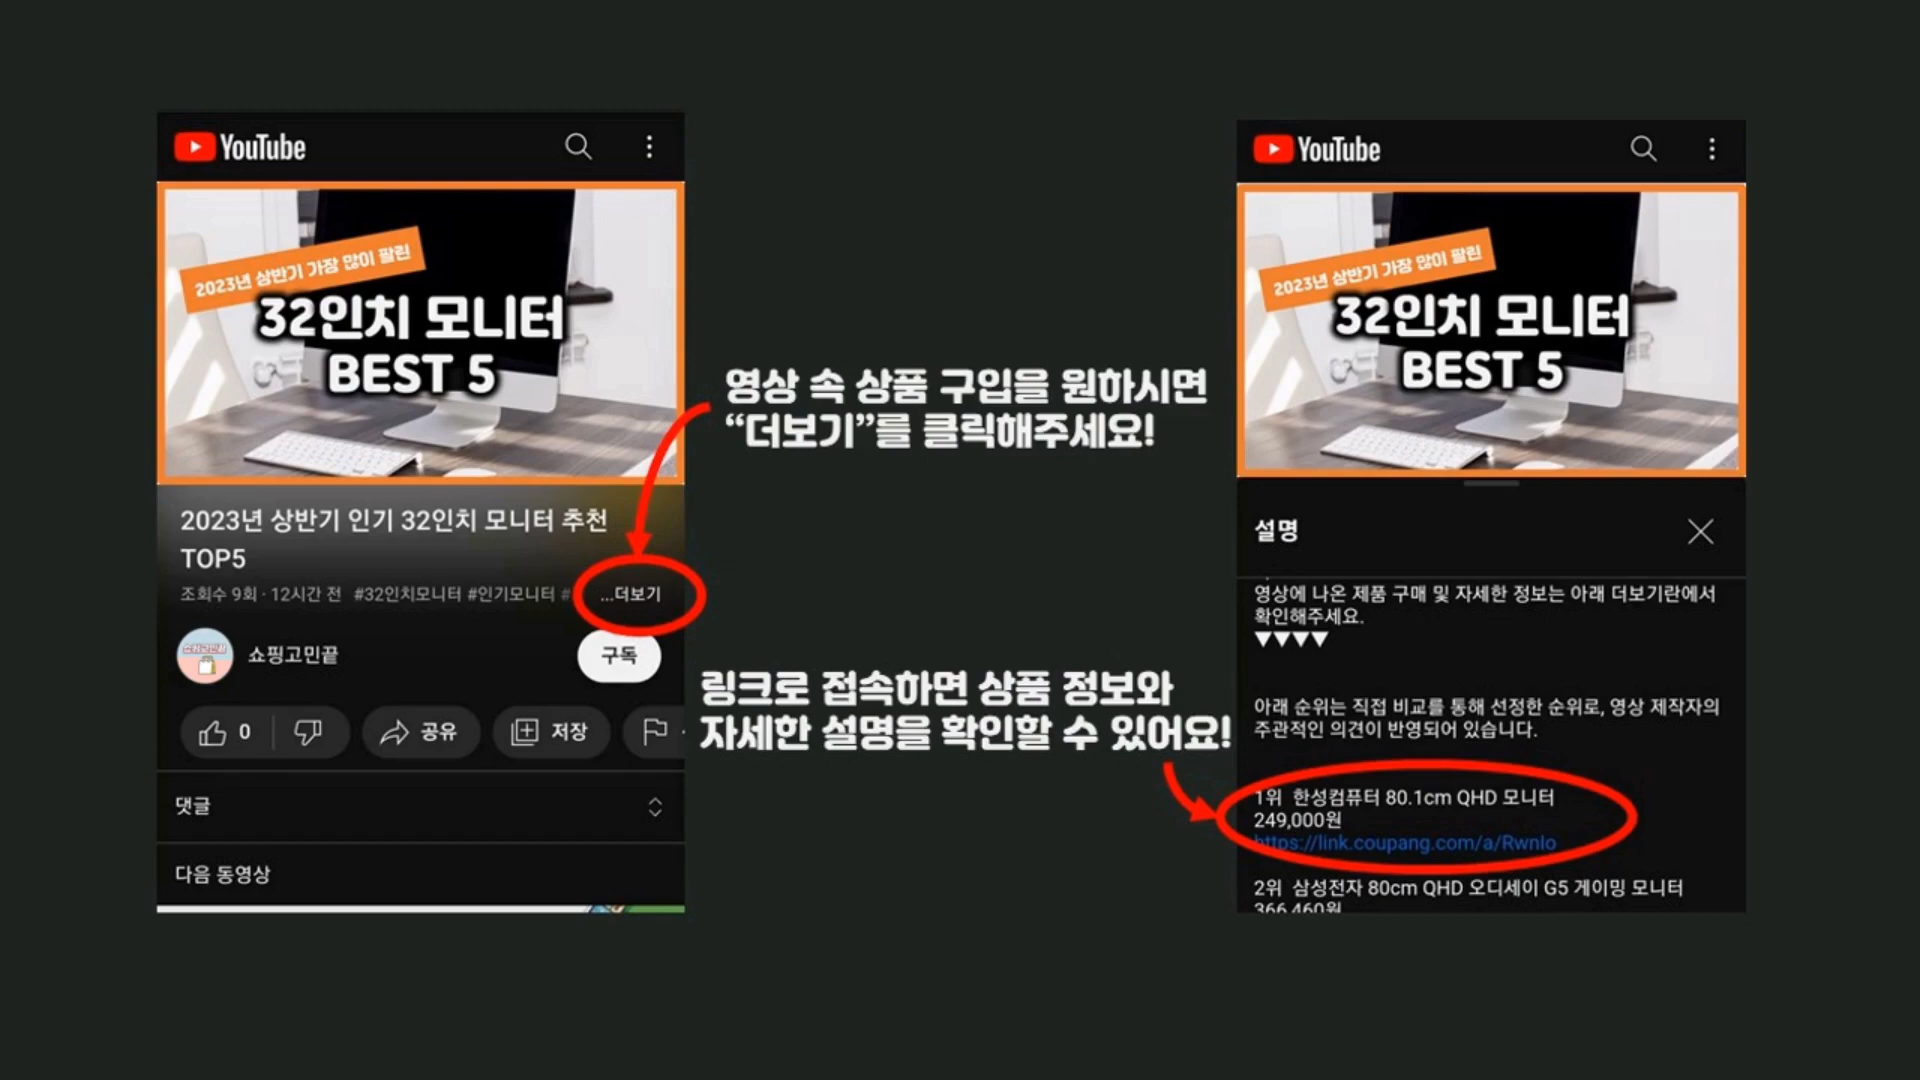 YouTube
2023년 상반기 가장 많이 팔린
32인치 모니터
BEST 5
2023년 상반기 인기 32인치 모니터 추천
TOP5
조회수 9회 · 12시간 전 #32인치모니터 #인기모니터 # ...더보기
쇼핑고민끝
쇼핑고민끝
구독
0
공유
저장
댓글
다음 동영상
영상 속 상품 구입을 원하시면
“더보기”를 클릭해주세요!
링크로 접속하면 상품 정보와
자세한 설명을 확인할 수 있어요!
YouTube
2023년 상반기 가장 많이 팔린
32인치 모니터
BEST 5
설명
영상에 나온 제품 구매 및 자세한 정보는 아래 더보기란에서
확인해주세요.
▼▼▼▼
아래 순위는 직접 비교를 통해 선정한 순위로, 영상 제작자의
주관적인 의견이 반영되어 있습니다.
1위 한성컴퓨터 80.1cm QHD 모니터
249,000원
https://link.coupang.com/a/RwnIo
2위 삼성전자 80cm QHD 오디세이 G5 게이밍 모니터
366,460원